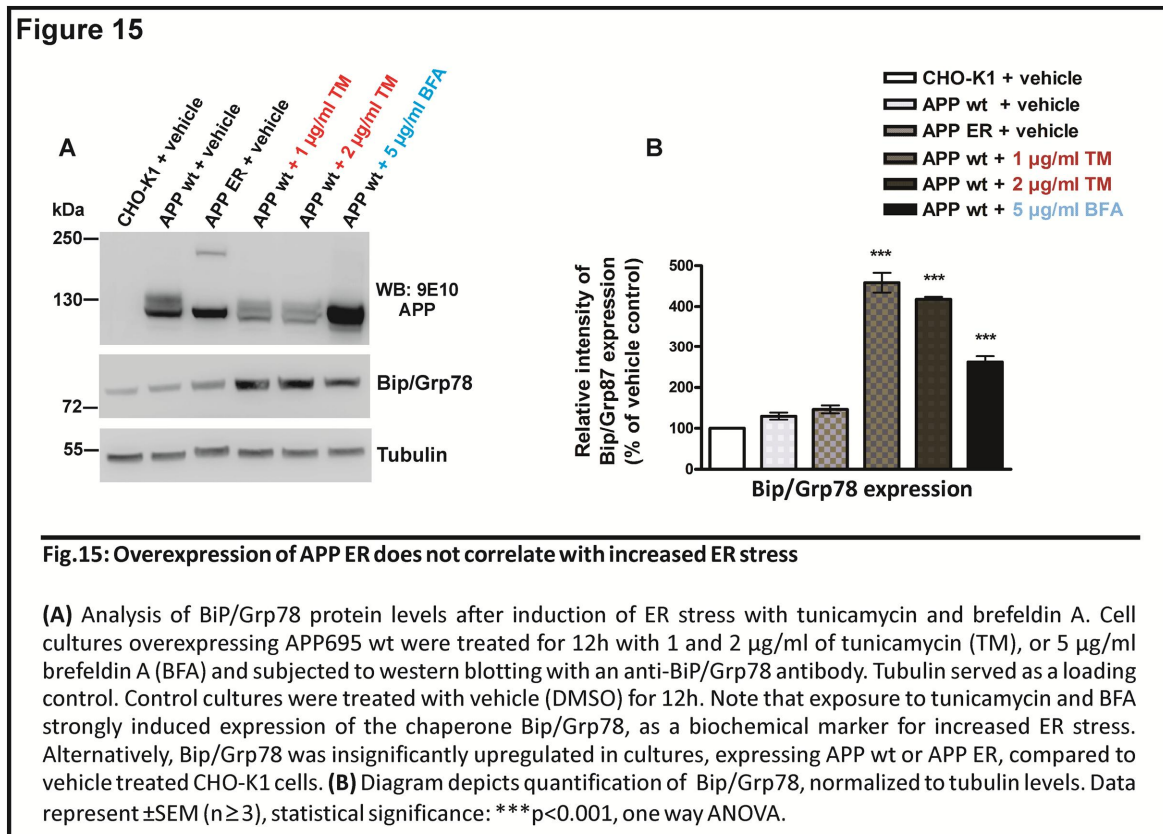 Figure 15
A
CHO-K1 + vehicle
APP wt + vehicle
APP ER + vehicle
APP wt + 1 µg/ml TM
APP wt + 2 µg/ml TM
APP wt + 5 µg/ml BFA
kDa
250
130
WB: 9E10
APP
Bip/Grp78
72
55
Tubulin
B
CHO-K1 + vehicle
APP wt + vehicle
APP ER + vehicle
APP wt + 1 µg/ml TM
APP wt + 2 µg/ml TM
APP wt + 5 µg/ml BFA
Relative intensity of
Bip/Grp87 expression
(% of vehicle control)
500
400
300
200
100
0
***
***
***
Bip/Grp78 expression
Fig.15: Overexpression of APP ER does not correlate with increased ER stress
(A) Analysis of BiP/Grp78 protein levels after induction of ER stress with tunicamycin and brefeldin A. Cell
cultures overexpressing APP695 wt were treated for 12h with 1 and 2 µg/ml of tunicamycin (TM), or 5 µg/ml
brefeldin A (BFA) and subjected to western blotting with an anti-BiP/Grp78 antibody. Tubulin served as a loading
control. Control cultures were treated with vehicle (DMSO) for 12h. Note that exposure to tunicamycin and BFA
strongly induced expression of the chaperone Bip/Grp78, as a biochemical marker for increased ER stress.
Alternatively, Bip/Grp78 was insignificantly upregulated in cultures, expressing APP wt or APP ER, compared to
vehicle treated CHO-K1 cells. (B) Diagram depicts quantification of Bip/Grp78, normalized to tubulin levels. Data
represent ±SEM (n≥3), statistical significance: ***p<0.001, one way ANOVA.